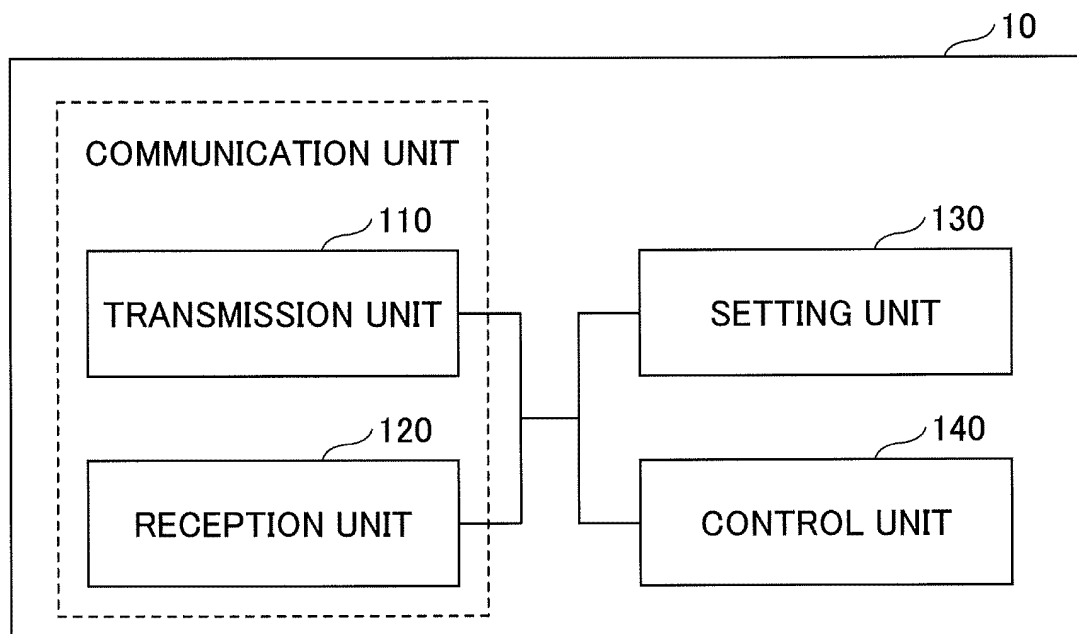 10
COMMUNICATION UNIT
110
TRANSMISSION UNIT
120
RECEPTION UNIT
130
SETTING UNIT
140
CONTROL UNIT